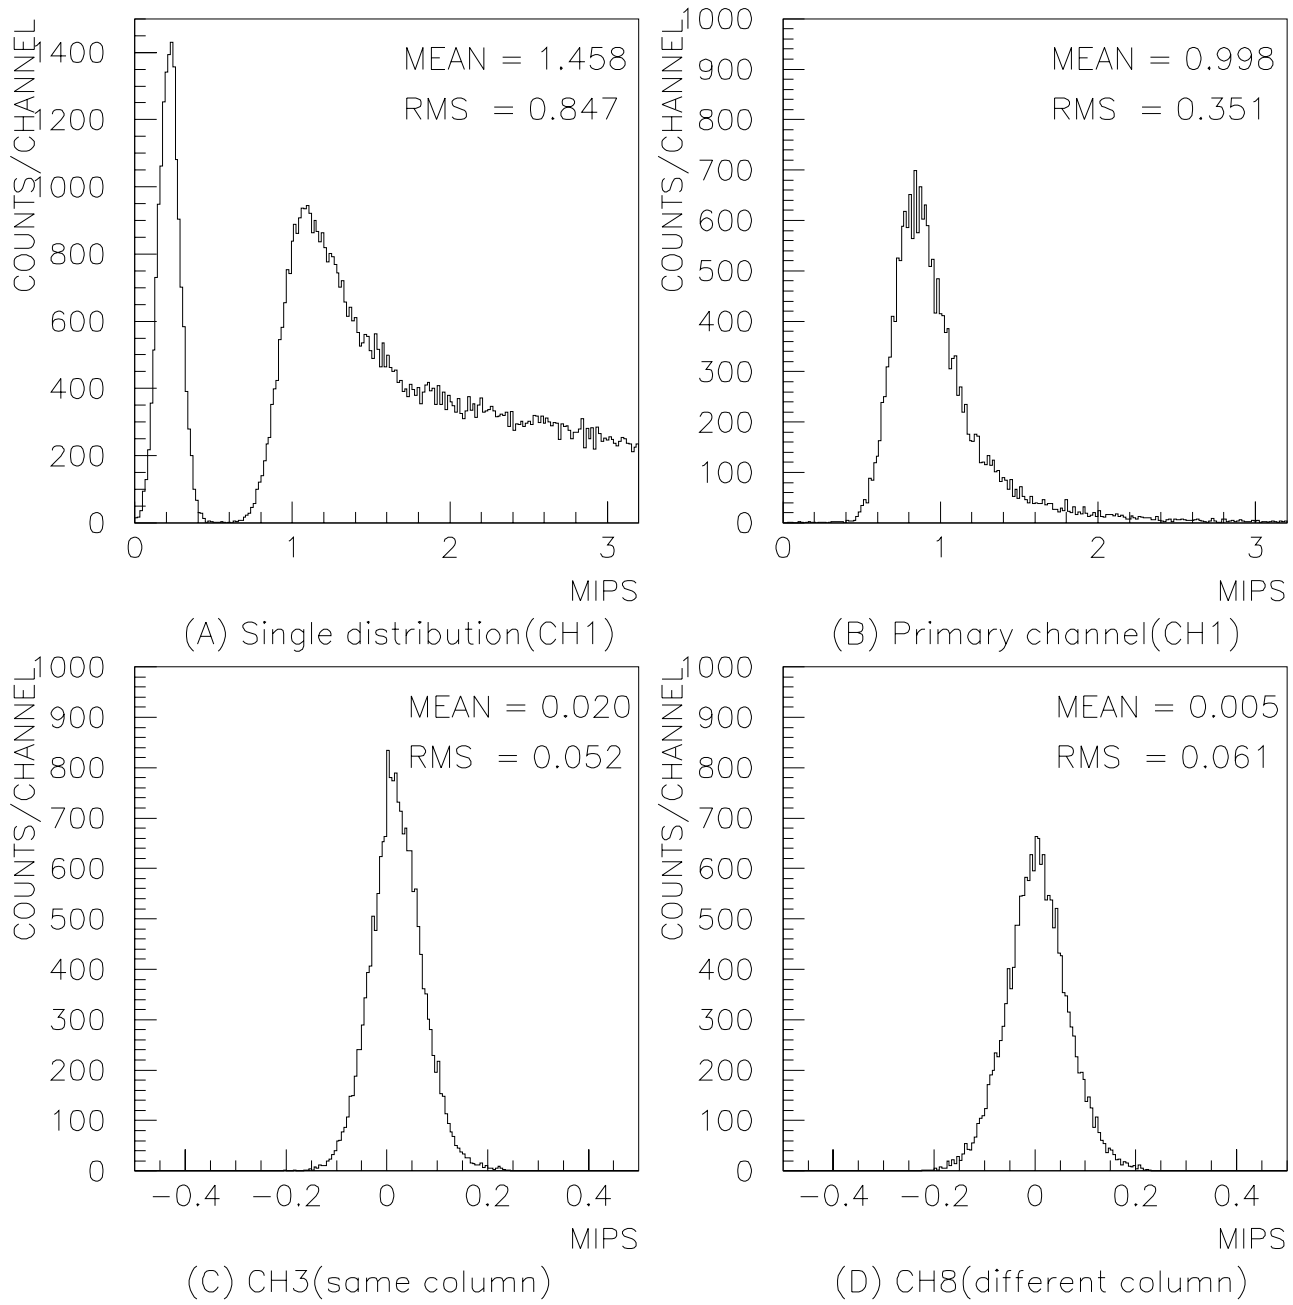 COUNTS/CHANNEL
1400
1200
1000
800
600
400
200
0
MEAN = 1.458
RMS = 0.847
0 1 2 3
MIPS
(A) Single distribution(CH1)
COUNTS/CHANNEL
1000
900
800
700
600
500
400
300
200
100
0
MEAN = 0.998
RMS = 0.351
0 1 2 3
MIPS
(B) Primary channel(CH1)
COUNTS/CHANNEL
1000
900
800
700
600
500
400
300
200
100
0
MEAN = 0.020
RMS = 0.052
−0.4 −0.2 0 0.2 0.4
MIPS
(C) CH3(same column)
COUNTS/CHANNEL
1000
900
800
700
600
500
400
300
200
100
0
MEAN = 0.005
RMS = 0.061
−0.4 −0.2 0 0.2 0.4
MIPS
(D) CH8(different column)